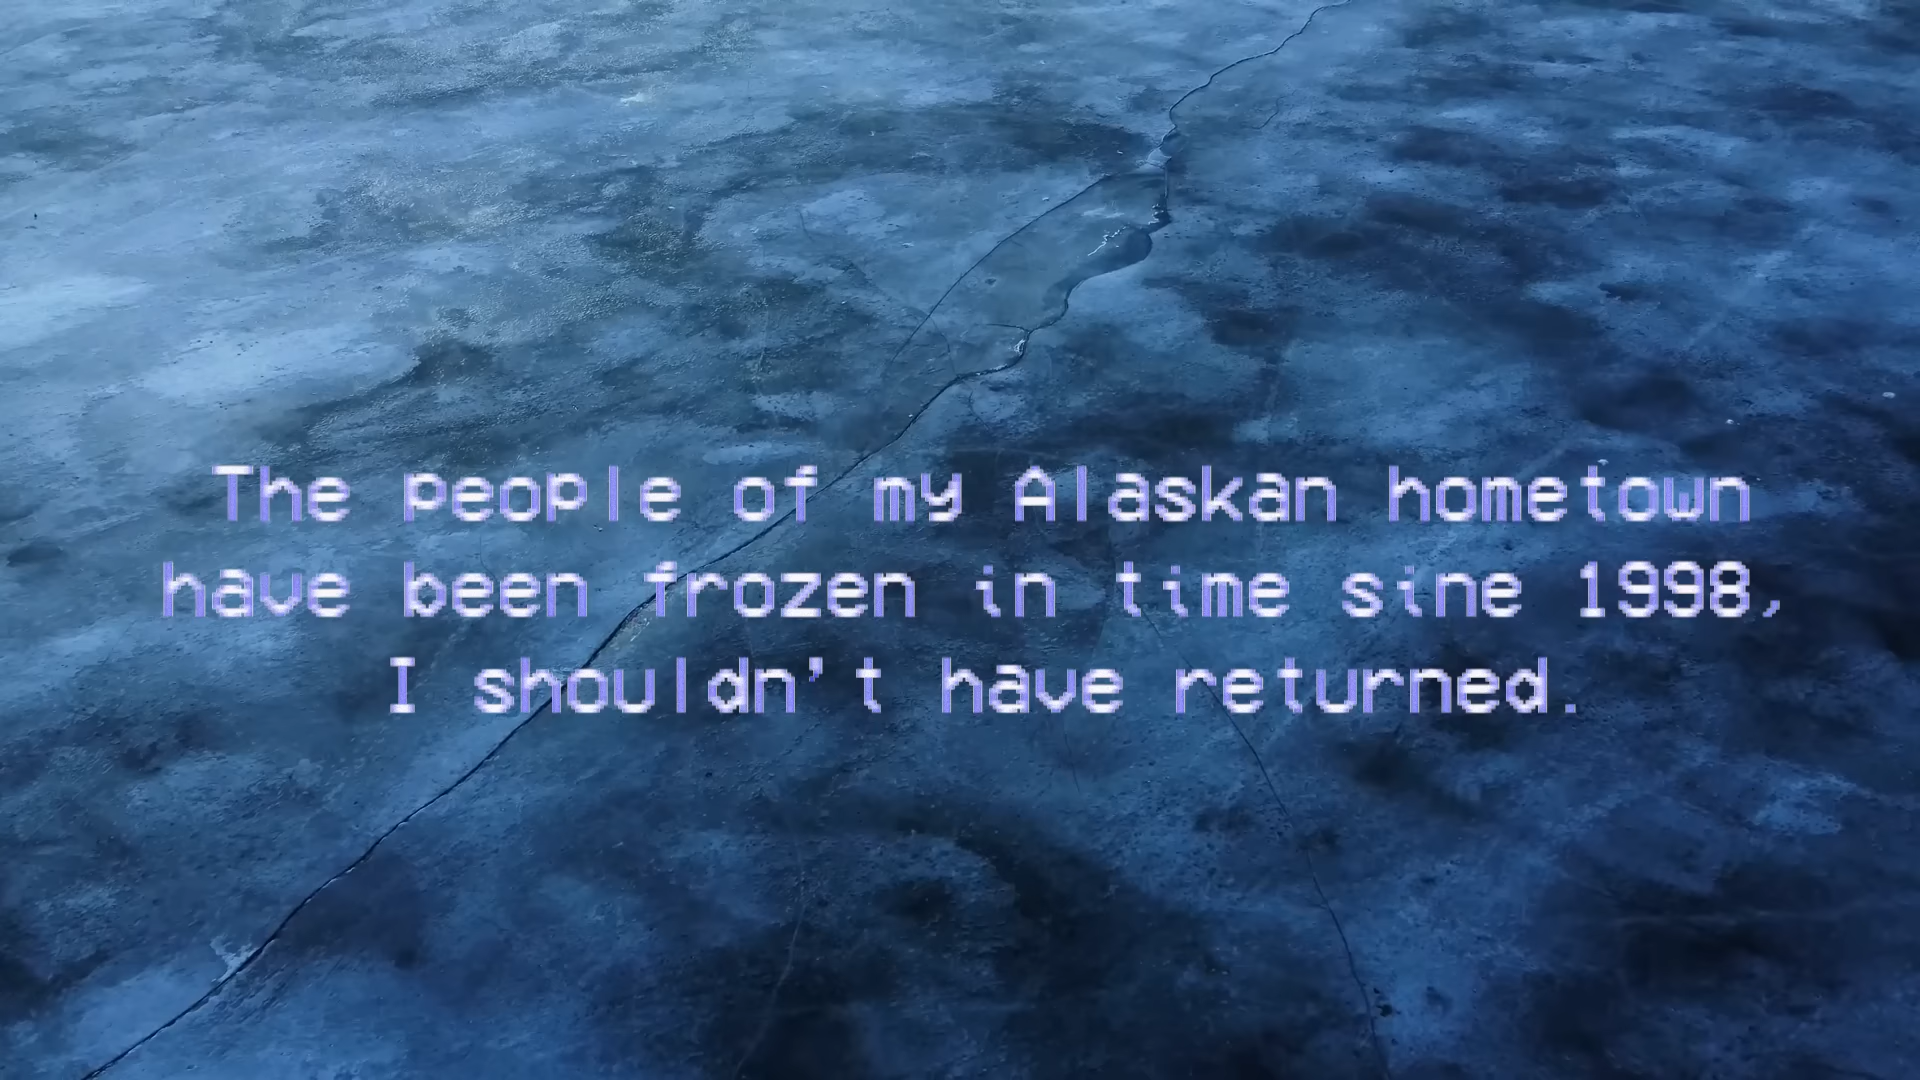 The people of my Alaskan hometown
have been frozen in time sine 1998,
I shouldn't have returned.